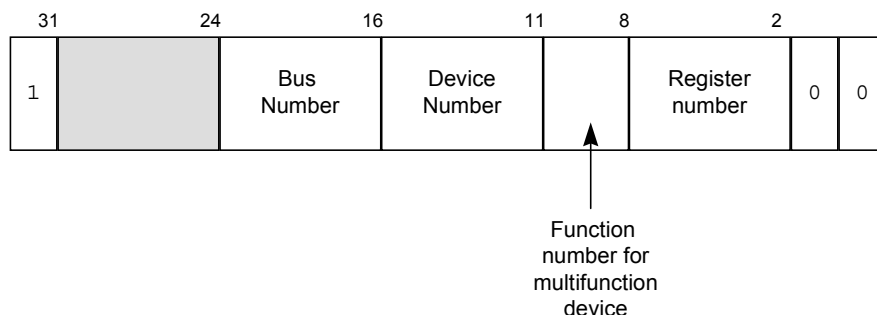 31 24 16 11 8 2
1 Bus Number Device Number Register number 0 0
Function
number for
multifunction
device